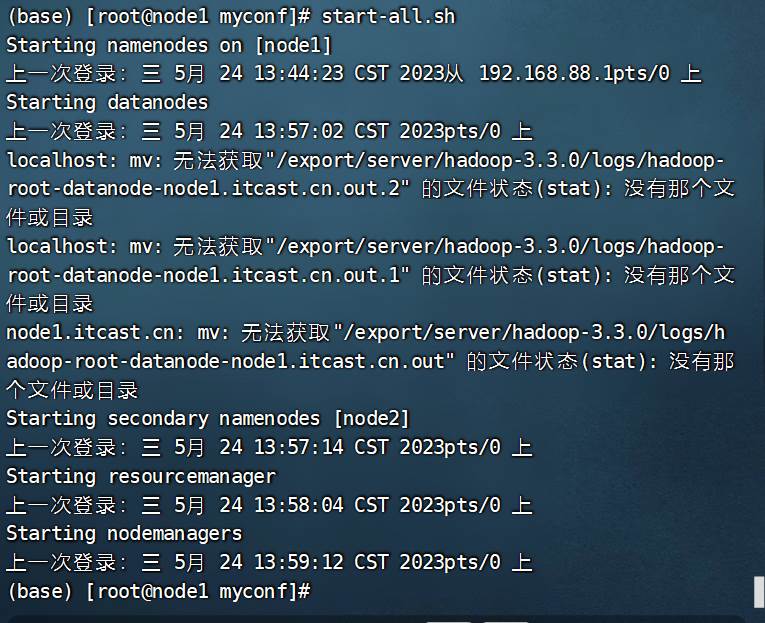 (base) [root@node1 myconf]# start-all.sh
Starting namenodes on [node1]
上一次登录: 三 5月 24 13:44:23 CST 2023从 192.168.88.1pts/0 上
Starting datanodes
上一次登录: 三 5月 24 13:57:02 CST 2023pts/0 上
localhost: mv: 无法获取"/export/server/hadoop-3.3.0/logs/hadoop-
root-datanode-node1.itcast.cn.out.2" 的文件状态(stat): 没有那个文
件或目录
localhost: mv: 无法获取"/export/server/hadoop-3.3.0/logs/hadoop-
root-datanode-node1.itcast.cn.out.1" 的文件状态(stat): 没有那个文
件或目录
node1.itcast.cn: mv: 无法获取"/export/server/hadoop-3.3.0/logs/h
adoop-root-datanode-node1.itcast.cn.out" 的文件状态(stat): 没有那
个文件或目录
Starting secondary namenodes [node2]
上一次登录: 三 5月 24 13:57:14 CST 2023pts/0 上
Starting resourcemanager
上一次登录: 三 5月 24 13:58:04 CST 2023pts/0 上
Starting nodemanagers
上一次登录: 三 5月 24 13:59:12 CST 2023pts/0 上
(base) [root@node1 myconf]#